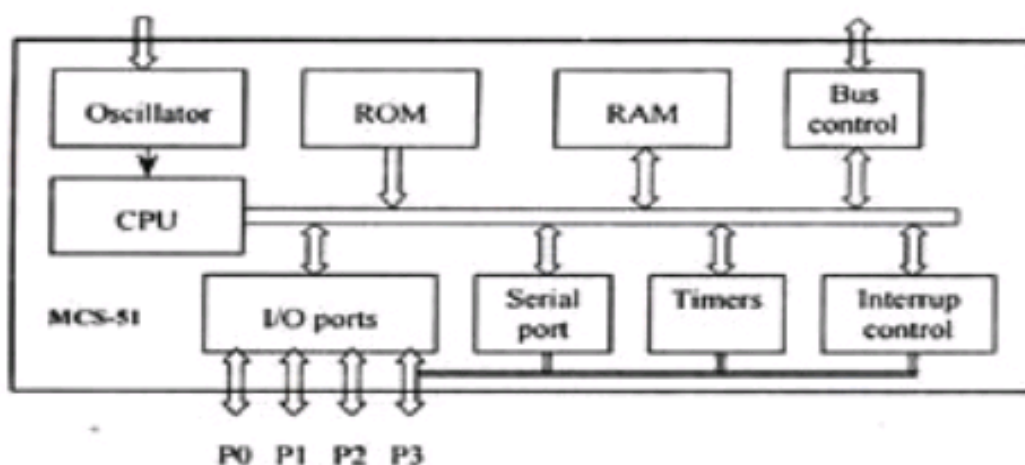 Oscillator
ROM
RAM
Bus
control
CPU
MCS-51
I/O ports
Serial
port
Timers
Interrup
control
P0 P1 P2 P3